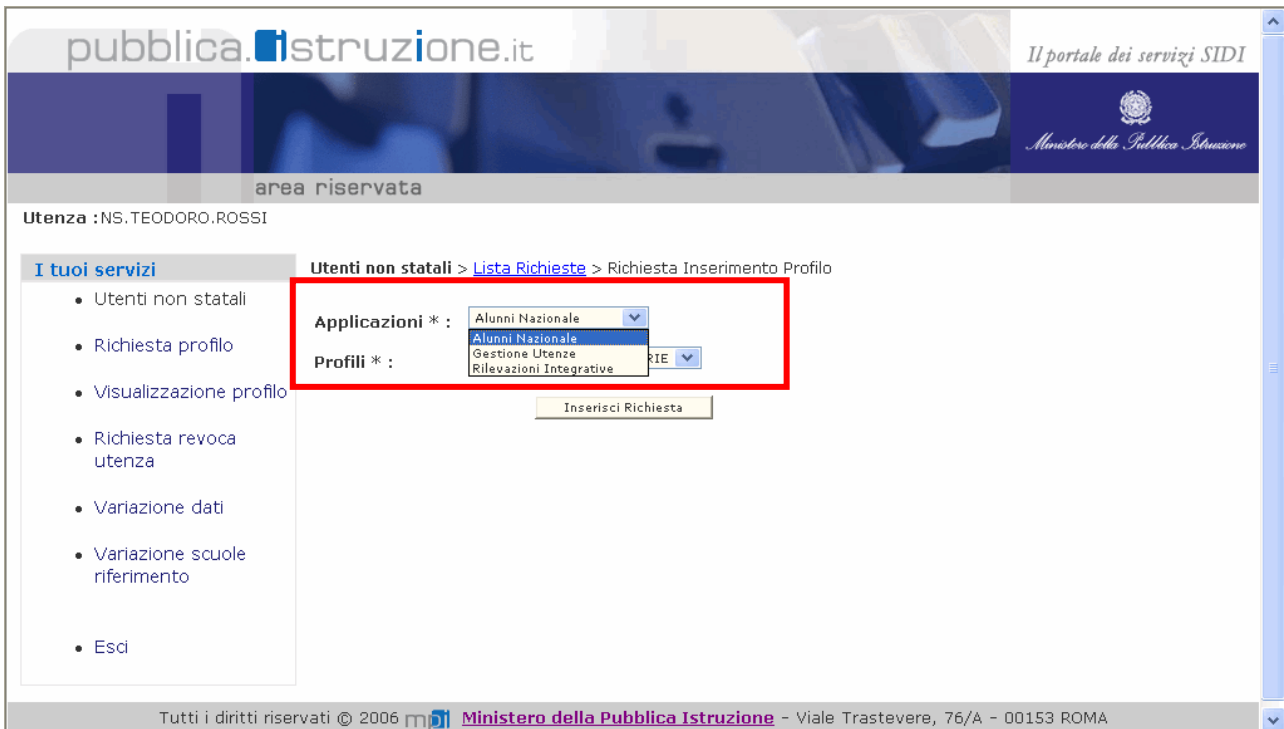 pubblica.istruzione.it
Il portale dei servizi SIDI
Ministero della Pubblica Istruzione
area riservata
Utenza :NS.TEODORO.ROSSI
I tuoi servizi
Utenti non statali > Lista Richieste > Richiesta Inserimento Profilo
• Utenti non statali
• Richiesta profilo
• Visualizzazione profilo
• Richiesta revoca
utenza
• Variazione dati
• Variazione scuole
riferimento
• Esci
Applicazioni * : Alunni Nazionale
Alunni Nazionale
Gestione Utenze
Rilevazioni Integrative
Profili * : RIE
Inserisci Richiesta
Tutti i diritti riservati © 2006 mpi Ministero della Pubblica Istruzione - Viale Trastevere, 76/A - 00153 ROMA